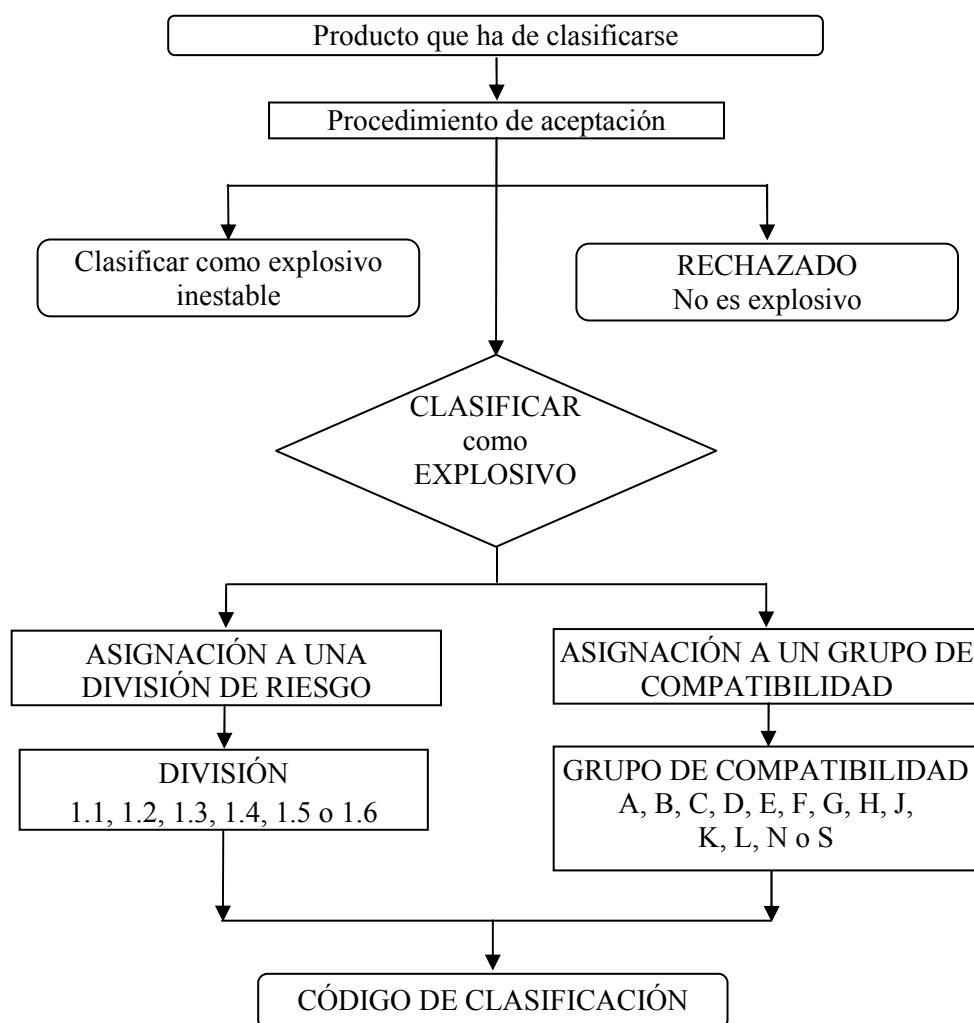 Producto que ha de clasificarse
Procedimiento de aceptación
Clasificar como explosivo
inestable
RECHAZADO
No es explosivo
CLASIFICAR
como
EXPLOSIVO
ASIGNACIÓN A UNA
DIVISIÓN DE RIESGO
ASIGNACIÓN A UN GRUPO DE
COMPATIBILIDAD
DIVISIÓN
1.1, 1.2, 1.3, 1.4, 1.5 o 1.6
GRUPO DE COMPATIBILIDAD
A, B, C, D, E, F, G, H, J,
K, L, N o S
CÓDIGO DE CLASIFICACIÓN